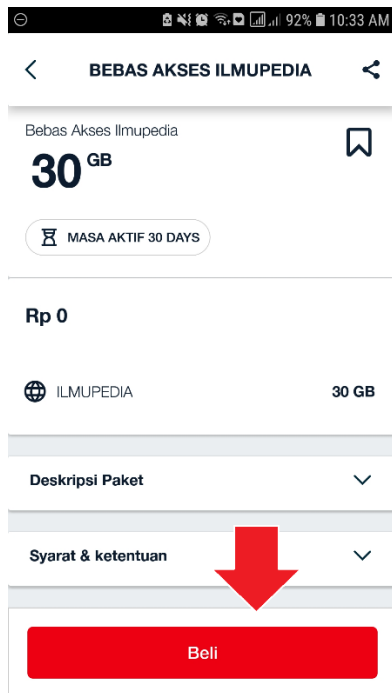 92% 10:33 AM
BEBAS AKSES ILMUPEDIA
Bebas Akses Ilmupedia
30 GB
MASA AKTIF 30 DAYS
Rp 0
ILMUPEDIA 30 GB
Deskripsi Paket
Syarat & ketentuan
Beli